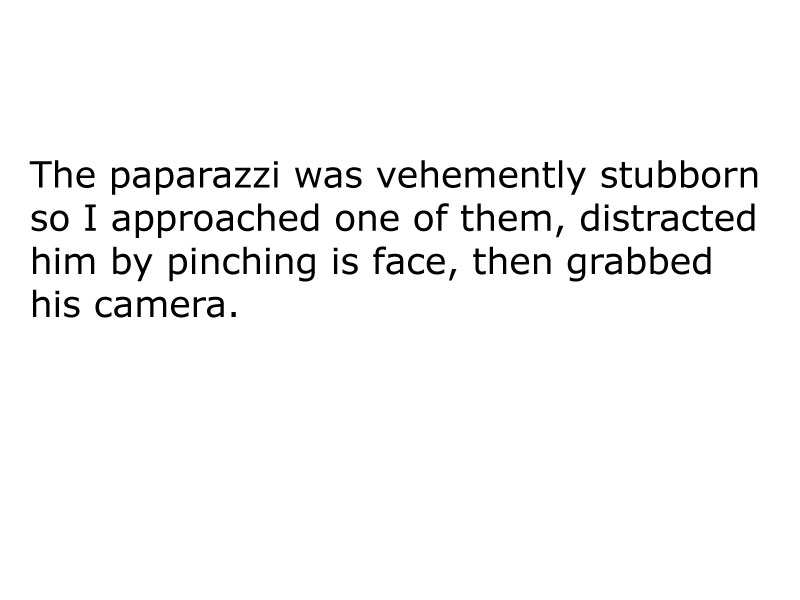 The paparazzi was vehemently stubborn
so I approached one of them, distracted
him by pinching is face, then grabbed
his camera.